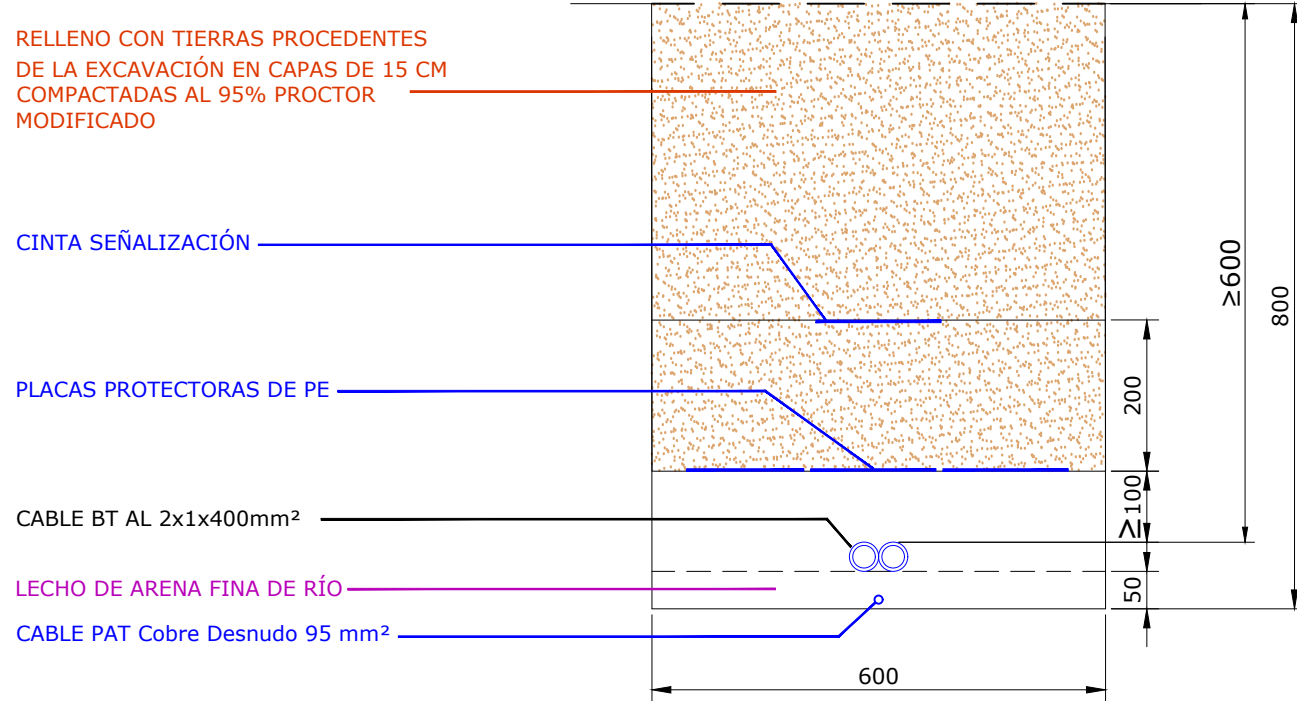 RELLENO CON TIERRAS PROCEDENTES
DE LA EXCAVACIÓN EN CAPAS DE 15 CM
COMPACTADAS AL 95% PROCTOR
MODIFICADO
CINTA SEÑALIZACIÓN
PLACAS PROTECTORAS DE PE
CABLE BT AL 2x1x400mm²
LECHO DE ARENA FINA DE RÍO
CABLE PAT Cobre Desnudo 95 mm²
≥600
800
200
≥100
50
600